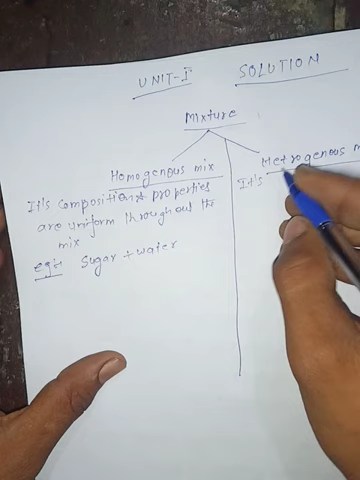 UNIT-I SOLUTION
Mixture
Homogenous mix
It's composition & properties
are uniform throughout the
mix
eg:- Sugar + water
Hetrogenous m
It's